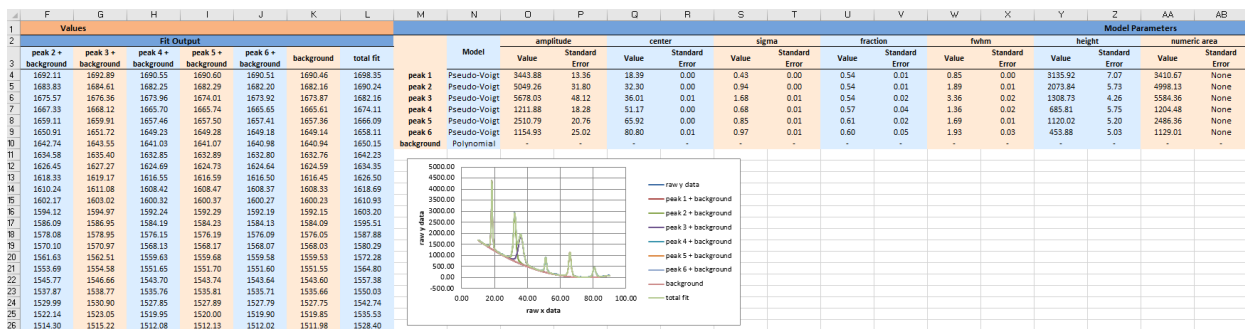 F G H I J K L M N O P Q R S T U V W X Y Z AA AB
1 Values Model Parameters
2 Fit Output amplitude center sigma fraction fwhm height numeric area
3 peak 2 + background peak 3 + background peak 4 + background peak 5 + background peak 6 + background background total fit Model Value Standard Error Value Standard Error Value Standard Error Value Standard Error Value Standard Error Value Standard Error Value Standard Error
4 1692.11 1692.89 1690.55 1690.60 1690.51 1690.46 1698.35 peak 1 Pseudo-Voigt 3443.88 13.36 18.39 0.00 0.43 0.00 0.54 0.01 0.85 0.00 3135.92 7.07 3410.67 None
5 1683.83 1684.61 1682.25 1682.29 1682.20 1682.16 1690.24 peak 2 Pseudo-Voigt 5049.26 31.80 32.30 0.00 0.94 0.00 0.54 0.01 1.89 0.01 2073.84 5.73 4998.13 None
6 1675.57 1676.36 1673.96 1674.01 1673.92 1673.87 1682.16 peak 3 Pseudo-Voigt 5678.03 48.12 36.01 0.01 1.68 0.01 0.54 0.02 3.36 0.02 1308.73 4.26 5584.36 None
7 1667.33 1668.12 1665.70 1665.74 1665.65 1665.61 1674.11 peak 4 Pseudo-Voigt 1211.88 18.28 51.17 0.00 0.68 0.01 0.57 0.04 1.36 0.02 685.81 5.75 1204.48 None
8 1659.11 1659.91 1657.46 1657.50 1657.41 1657.36 1666.09 peak 5 Pseudo-Voigt 2510.79 20.76 65.92 0.00 0.85 0.01 0.61 0.02 1.69 0.01 1120.02 5.20 2486.36 None
9 1650.91 1651.72 1649.23 1649.28 1649.18 1649.14 1658.11 peak 6 Pseudo-Voigt 1154.93 25.02 80.80 0.01 0.97 0.01 0.60 0.05 1.93 0.03 453.88 5.03 1129.01 None
10 1642.74 1643.55 1641.03 1641.07 1640.98 1640.94 1650.15 background Polynomial - - - - - - - - - - - - - -
11 1634.58 1635.40 1632.85 1632.89 1632.80 1632.76 1642.23
12 1626.45 1627.27 1624.69 1624.73 1624.64 1624.59 1634.35
13 1618.33 1619.17 1616.55 1616.59 1616.50 1616.45 1626.50
14 1610.24 1611.08 1608.42 1608.47 1608.37 1608.33 1618.69
15 1602.17 1603.02 1600.32 1600.37 1600.27 1600.23 1610.93
16 1594.12 1594.97 1592.24 1592.29 1592.19 1592.15 1603.20
17 1586.09 1586.95 1584.19 1584.23 1584.13 1584.09 1595.51
18 1578.08 1578.95 1576.15 1576.19 1576.09 1576.05 1587.88
19 1570.10 1570.97 1568.13 1568.17 1568.07 1568.03 1580.29
20 1561.63 1562.51 1559.63 1559.68 1559.58 1559.53 1572.28
21 1553.69 1554.58 1551.65 1551.70 1551.60 1551.55 1564.80
22 1545.77 1546.66 1543.70 1543.74 1543.64 1543.60 1557.38
23 1537.87 1538.77 1535.76 1535.81 1535.71 1535.66 1550.03
24 1529.99 1530.90 1527.85 1527.89 1527.79 1527.75 1542.74
25 1522.14 1523.05 1519.95 1520.00 1519.90 1519.85 1535.53
26 1514.30 1515.22 1512.08 1512.13 1512.02 1511.98 1528.40
raw y data
5000.00
4500.00
4000.00
3500.00
3000.00
2500.00
2000.00
1500.00
1000.00
500.00
0.00
-500.00
0.00 20.00 40.00 60.00 80.00 100.00
raw x data
raw y data
peak 1 + background
peak 2 + background
peak 3 + background
peak 4 + background
peak 5 + background
peak 6 + background
background
total fit